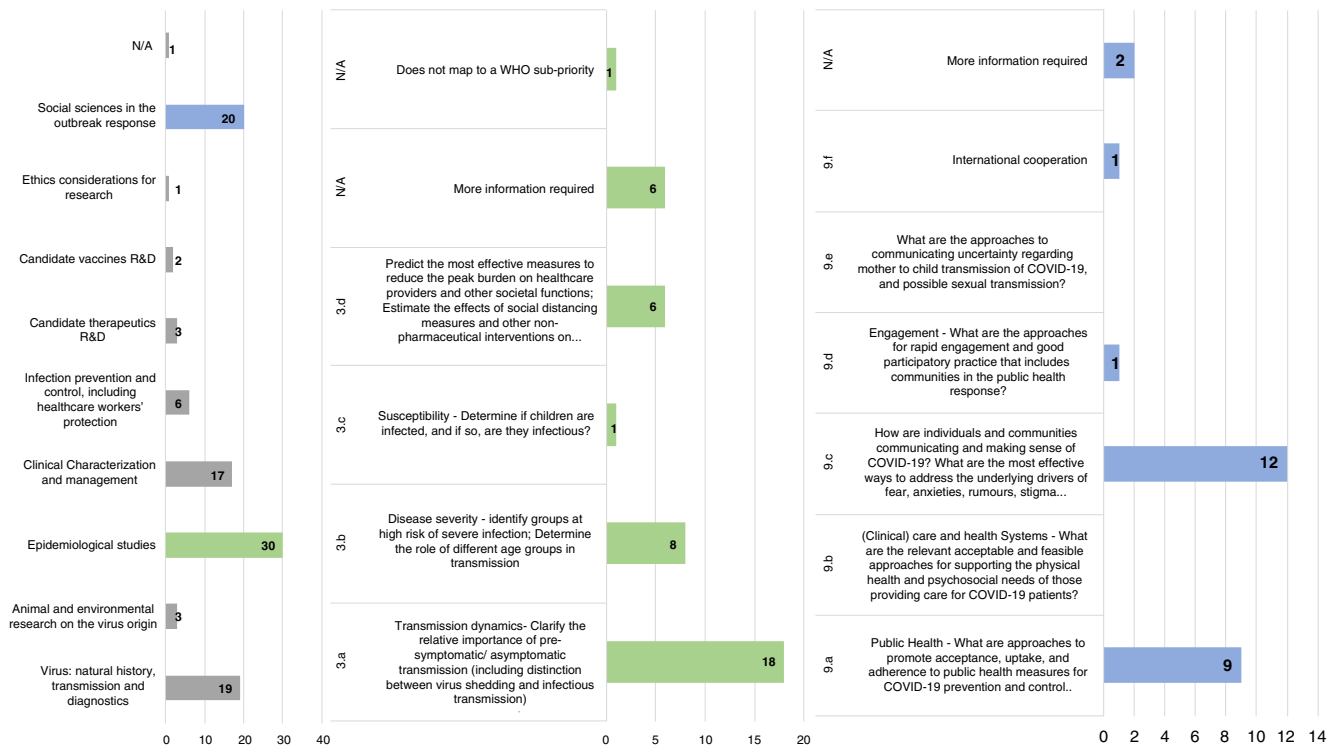 N/A
1
Social sciences in the
outbreak response
20
Ethics considerations for
research
1
Candidate vaccines R&D
2
Candidate therapeutics
R&D
3
Infection prevention and
control, including
healthcare workers'
protection
6
Clinical Characterization
and management
17
Epidemiological studies
30
Animal and environmental
research on the virus origin
3
Virus: natural history,
transmission and
diagnostics
19
0 10 20 30 40
N/A
Does not map to a WHO sub-priority
1
N/A
More information required
6
3.d
Predict the most effective measures to
reduce the peak burden on healthcare
providers and other societal functions;
Estimate the effects of social distancing
measures and other non-
pharmaceutical interventions on...
6
3.c
Susceptibility - Determine if children are
infected, and if so, are they infectious?
1
3.b
Disease severity - identify groups at
high risk of severe infection; Determine
the role of different age groups in
transmission
8
3.a
Transmission dynamics- Clarify the
relative importance of pre-
symptomatic/ asymptomatic
transmission (including distinction
between virus shedding and infectious
transmission)
18
0 5 10 15 20
N/A
More information required
2
9.f
International cooperation
1
9.e
What are the approaches to
communicating uncertainty regarding
mother to child transmission of COVID-19,
and possible sexual transmission?
9.d
Engagement - What are the approaches
for rapid engagement and good
participatory practice that includes
communities in the public health
response?
1
9.c
How are individuals and communities
communicating and making sense of
COVID-19? What are the most effective
ways to address the underlying drivers of
fear, anxieties, rumours, stigma...
12
9.b
(Clinical) care and health Systems - What
are the relevant acceptable and feasible
approaches for supporting the physical
health and psychosocial needs of those
providing care for COVID-19 patients?
9.a
Public Health - What are approaches to
promote acceptance, uptake, and
adherence to public health measures for
COVID-19 prevention and control..
9
0 2 4 6 8 10 12 14